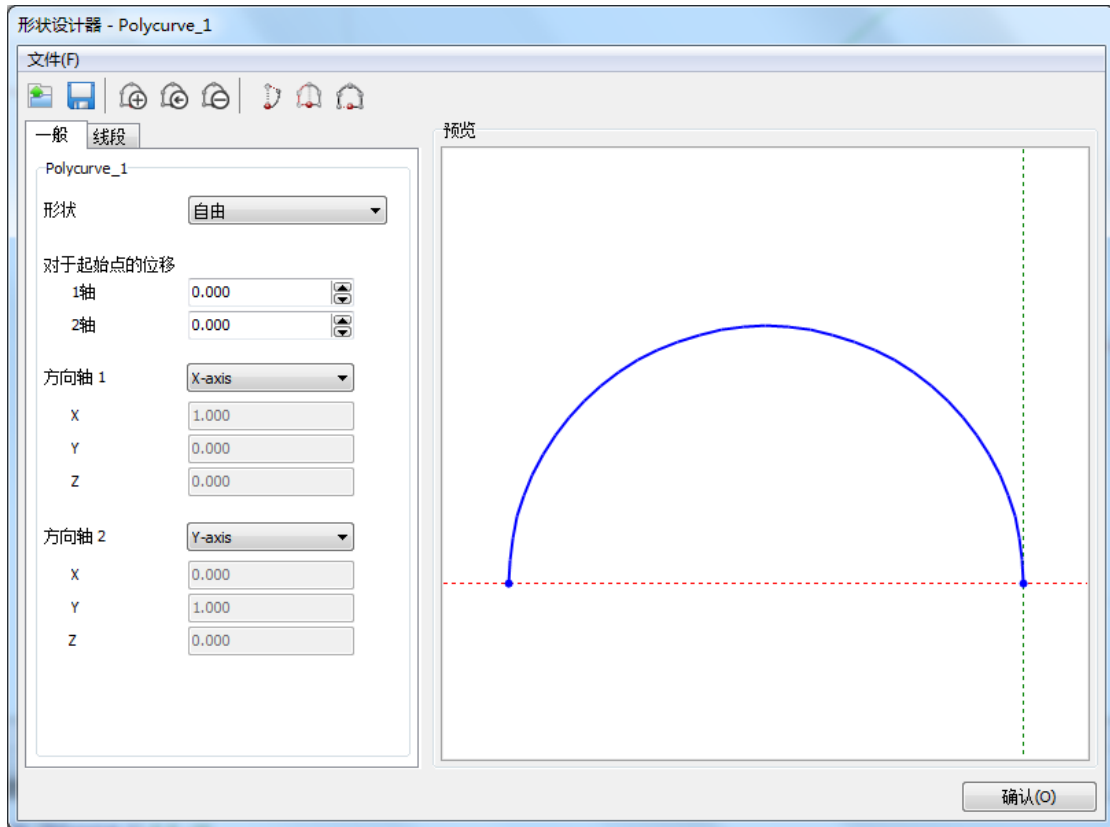 形状设计器 - Polycurve_1
文件(F)
一般 线段
Polycurve_1
形状 自由
对于起始点的位移
1轴 0.000
2轴 0.000
方向轴 1 X-axis
X 1.000
Y 0.000
Z 0.000
方向轴 2 Y-axis
X 0.000
Y 1.000
Z 0.000
预览
确认(O)